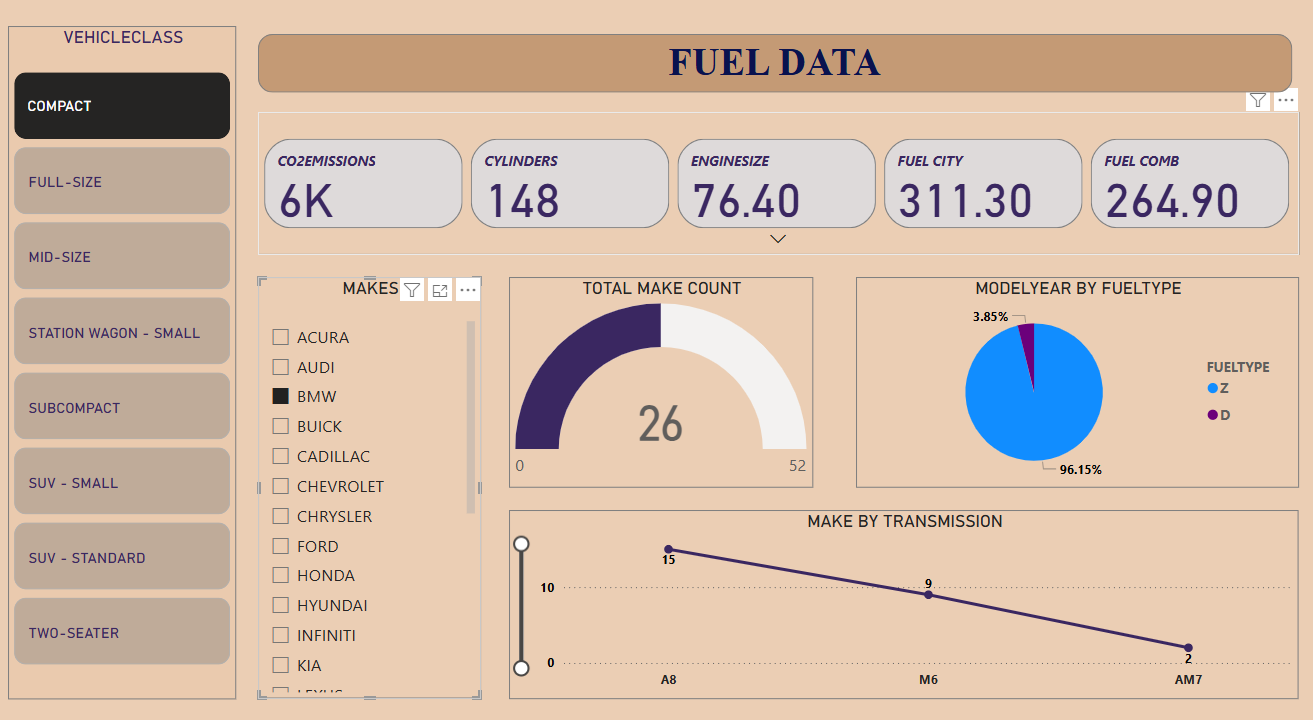 VEHICLECLASS
COMPACT
FULL-SIZE
MID-SIZE
STATION WAGON - SMALL
SUBCOMPACT
SUV - SMALL
SUV - STANDARD
TWO-SEATER
FUEL DATA
CO2EMISSIONS
6K
CYLINDERS
148
ENGINESIZE
76.40
FUEL CITY
311.30
FUEL COMB
264.90
MAKES
ACURA
AUDI
BMW
BUICK
CADILLAC
CHEVROLET
CHRYSLER
FORD
HONDA
HYUNDAI
INFINITI
KIA
TOTAL MAKE COUNT
26
0
52
MODELYEAR BY FUELTYPE
3.85%
96.15%
FUELTYPE
Z
D
MAKE BY TRANSMISSION
10
0
15
9
2
A8
M6
AM7